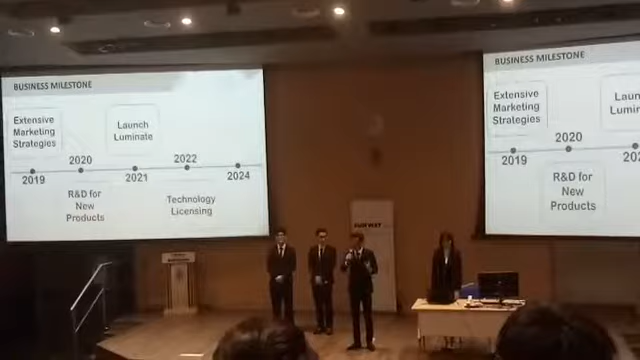 BUSINESS MILESTONE
Extensive
Marketing
Strategies
Launch
Luminate
2019
2020
2021
2022
2024
R&D for
New
Products
Technology
Licensing
BUSINESS MILESTONE
Extensive
Marketing
Strategies
2019
2020
R&D for
New
Products